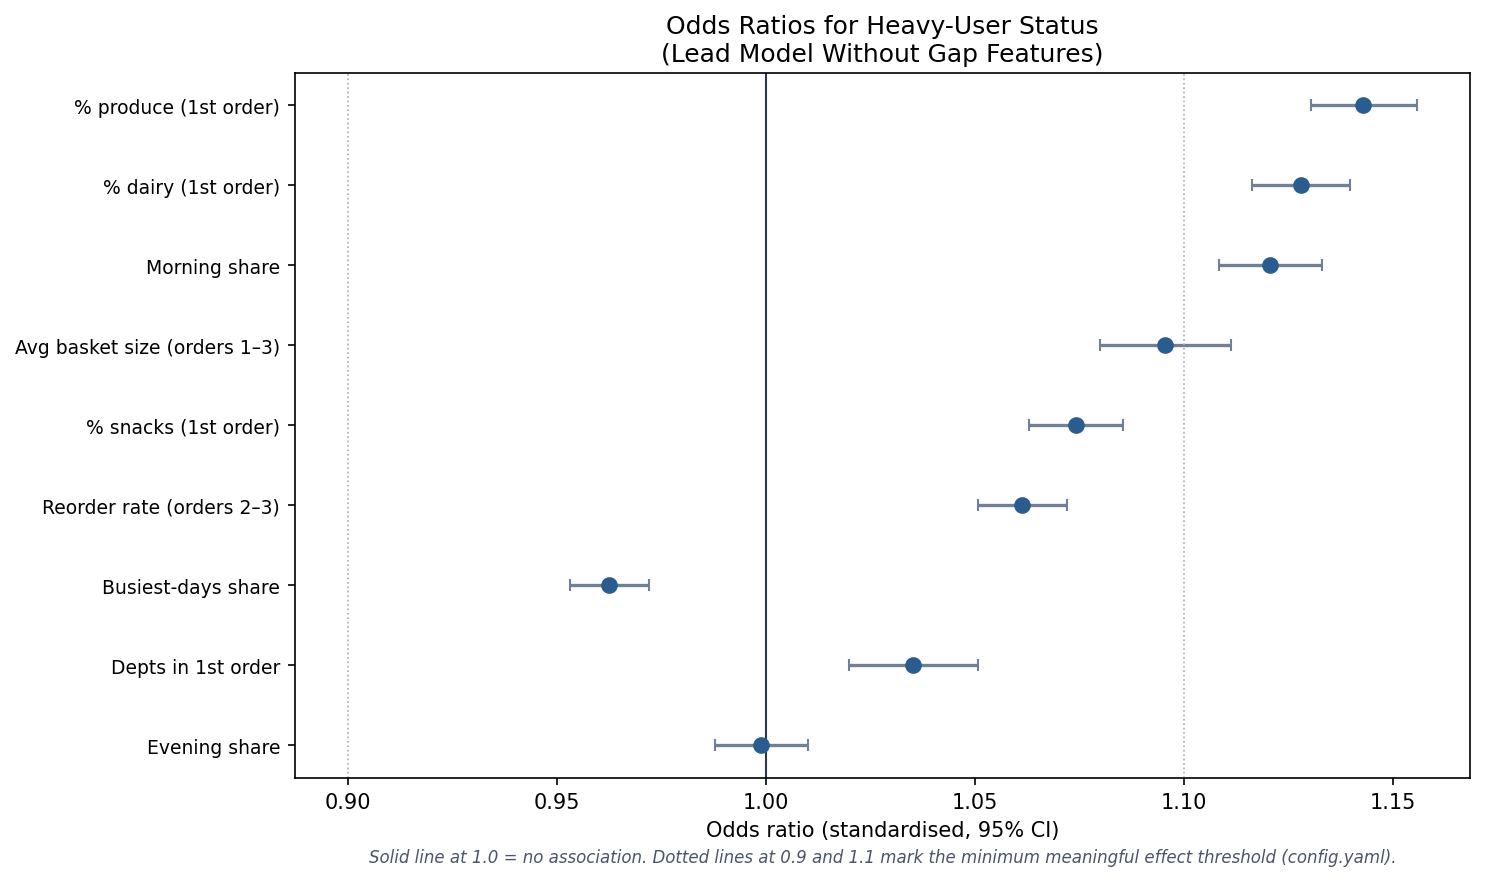 Odds Ratios for Heavy-User Status
(Lead Model Without Gap Features)
% produce (1st order)
% dairy (1st order)
Morning share
Avg basket size (orders 1–3)
% snacks (1st order)
Reorder rate (orders 2–3)
Busiest-days share
Depts in 1st order
Evening share
0.90 0.95 1.00 1.05 1.10 1.15
Odds ratio (standardised, 95% CI)
Solid line at 1.0 = no association. Dotted lines at 0.9 and 1.1 mark the minimum meaningful effect threshold (config.yaml).